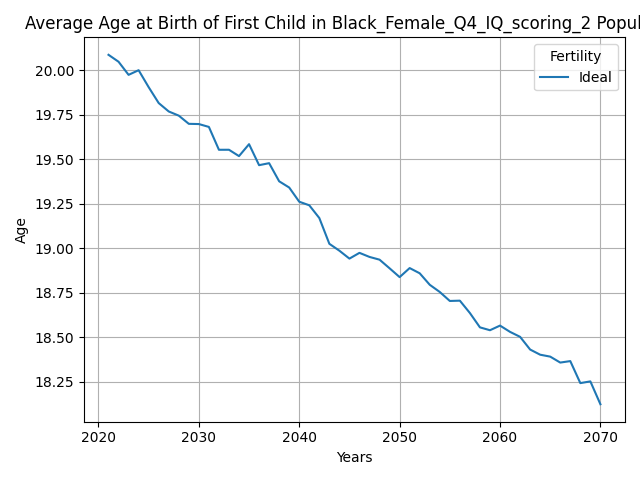 Average Age at Birth of First Child in Black_Female_Q4_IQ_scoring_2 Popul
Fertility
Ideal
20.00
19.75
19.50
19.25
19.00
18.75
18.50
18.25
Age
2020 2030 2040 2050 2060 2070
Years